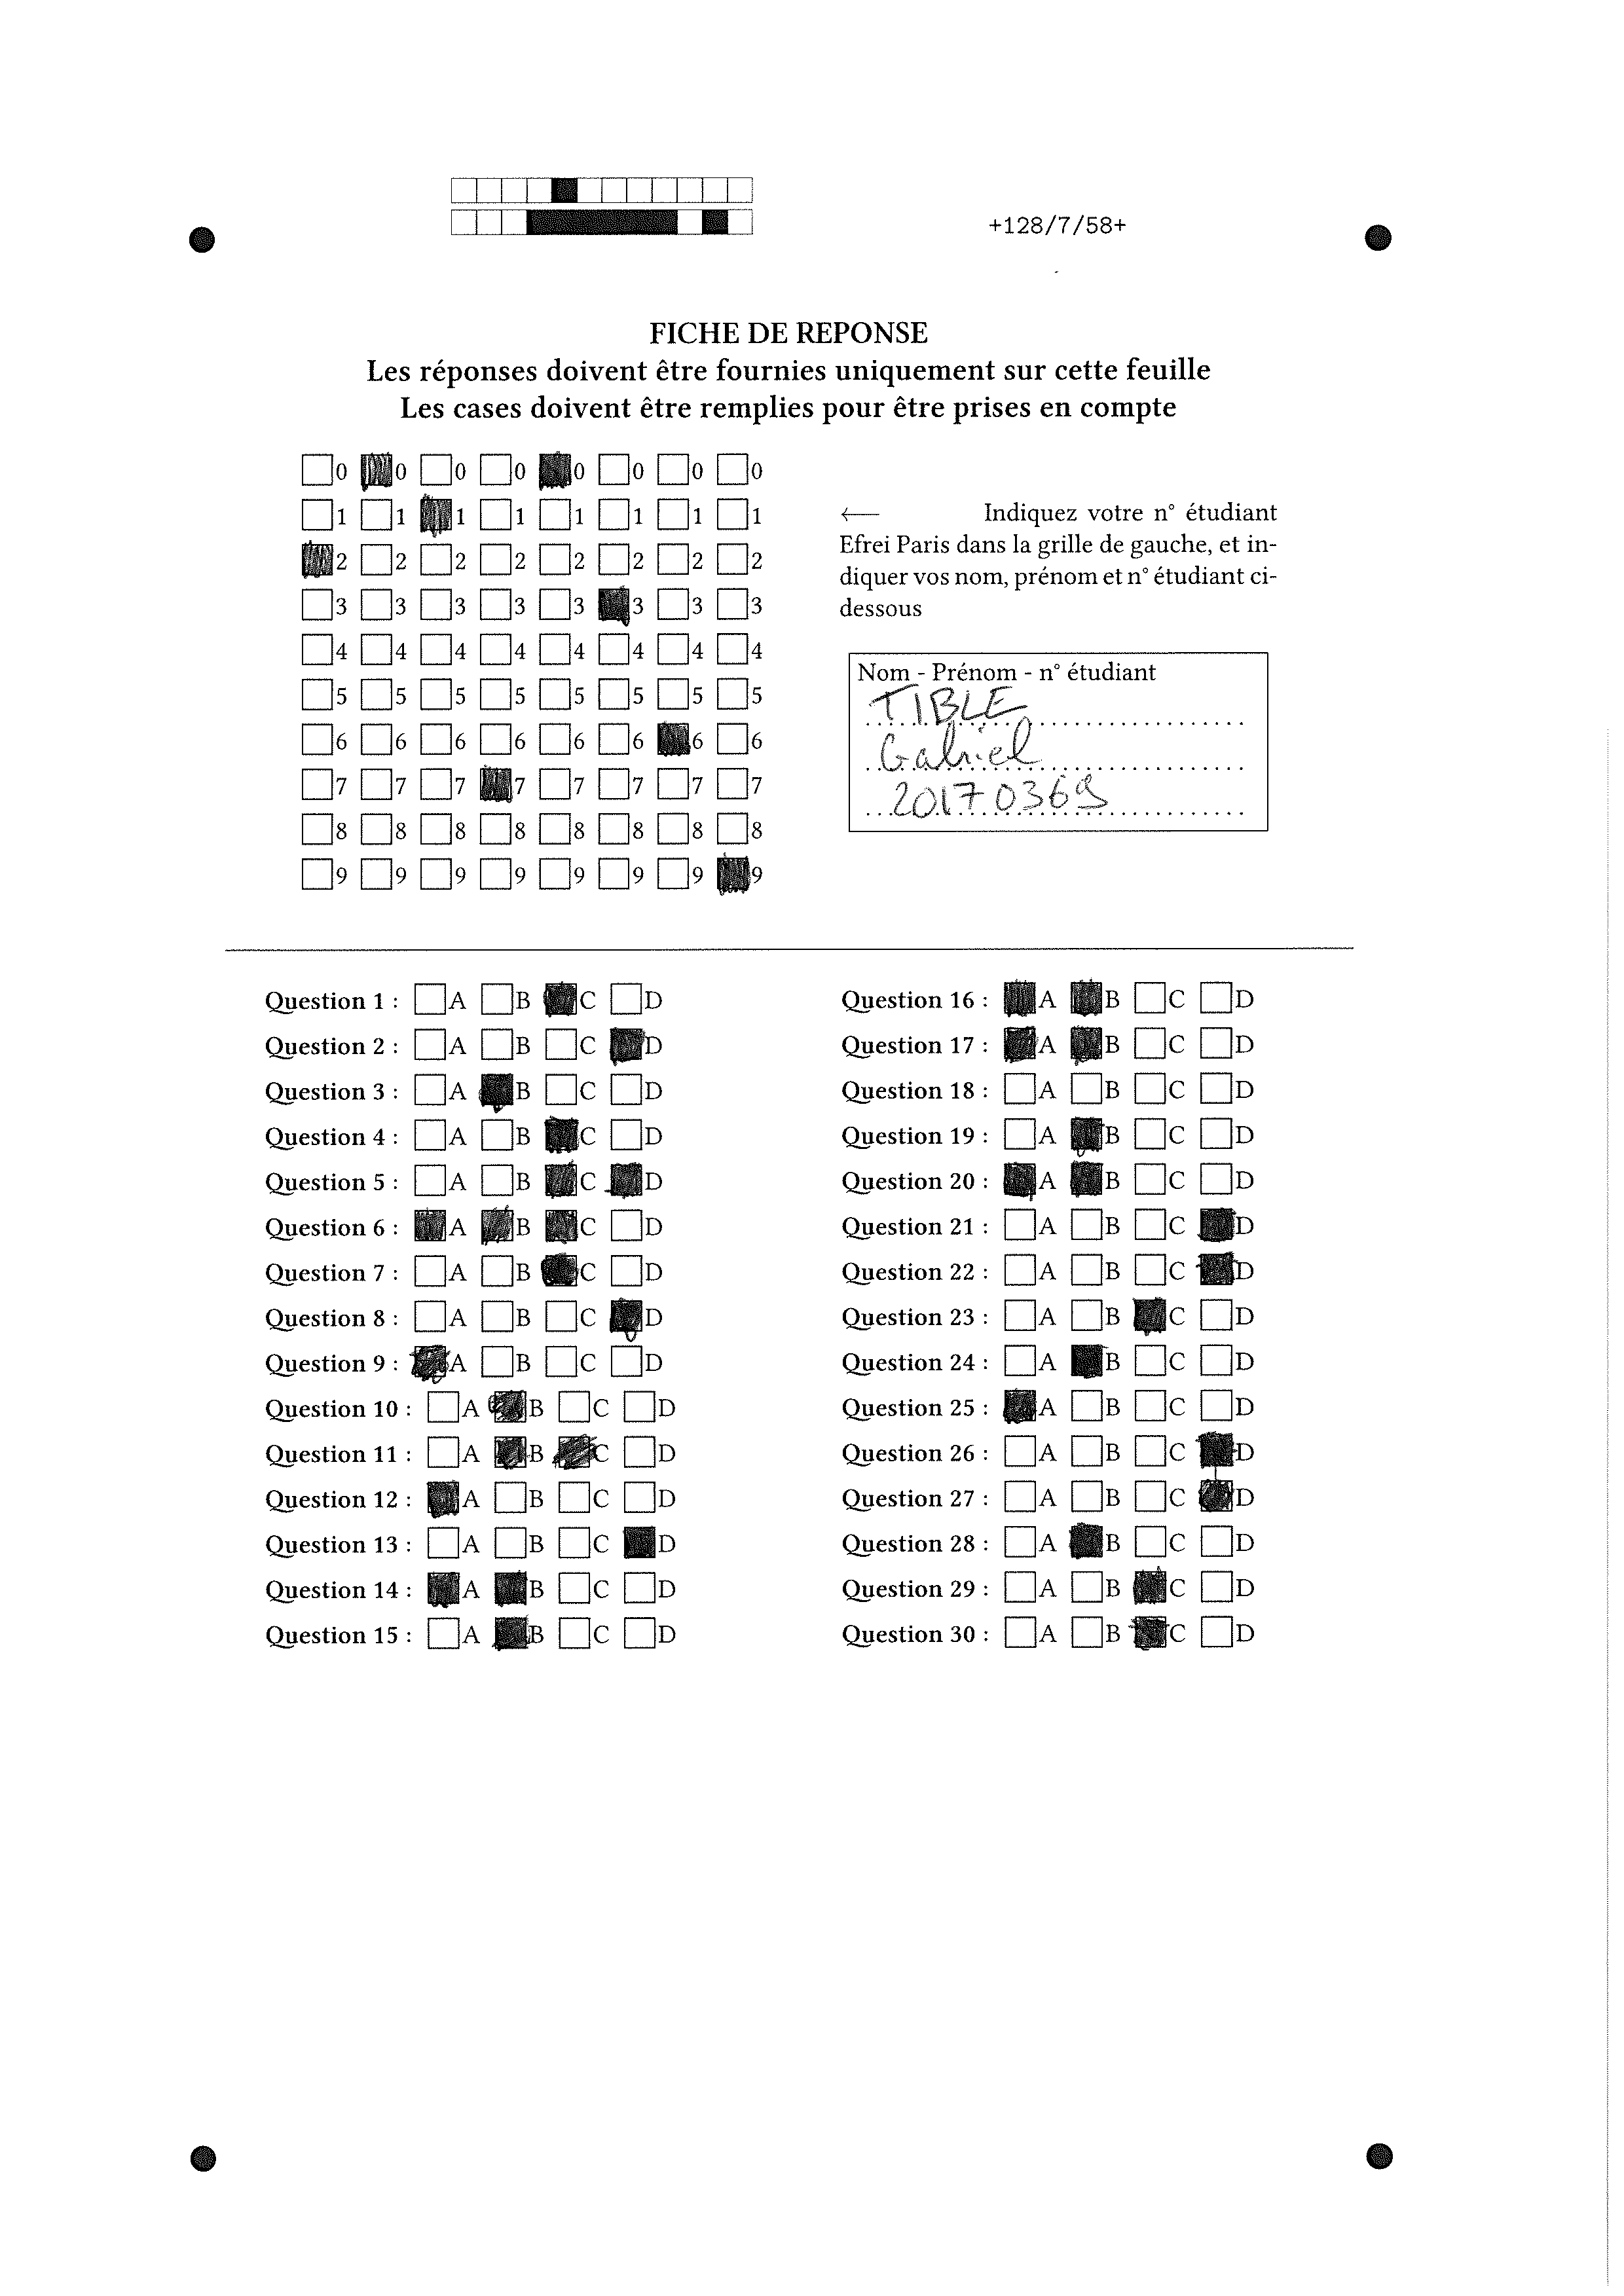 +128/7/58+
FICHE DE REPONSE
Les réponses doivent être fournies uniquement sur cette feuille
Les cases doivent être remplies pour être prises en compte
0 0 0 0 0 0 0 0
1 1 1 1 1 1 1 1
2 2 2 2 2 2 2 2
3 3 3 3 3 3 3 3
4 4 4 4 4 4 4 4
5 5 5 5 5 5 5 5
6 6 6 6 6 6 6 6
7 7 7 7 7 7 7 7
8 8 8 8 8 8 8 8
9 9 9 9 9 9 9 9
← Indiquez votre n° étudiant
Efrei Paris dans la grille de gauche, et in-
diquer vos nom, prénom et n° étudiant ci-
dessous
Nom - Prénom - n° étudiant
TIBLE
Gabriel
20170369
Question 1 : A B C D
Question 2 : A B C D
Question 3 : A B C D
Question 4 : A B C D
Question 5 : A B C D
Question 6 : A B C D
Question 7 : A B C D
Question 8 : A B C D
Question 9 : A B C D
Question 10 : A B C D
Question 11 : A B C D
Question 12 : A B C D
Question 13 : A B C D
Question 14 : A B C D
Question 15 : A B C D
Question 16 : A B C D
Question 17 : A B C D
Question 18 : A B C D
Question 19 : A B C D
Question 20 : A B C D
Question 21 : A B C D
Question 22 : A B C D
Question 23 : A B C D
Question 24 : A B C D
Question 25 : A B C D
Question 26 : A B C D
Question 27 : A B C D
Question 28 : A B C D
Question 29 : A B C D
Question 30 : A B C D